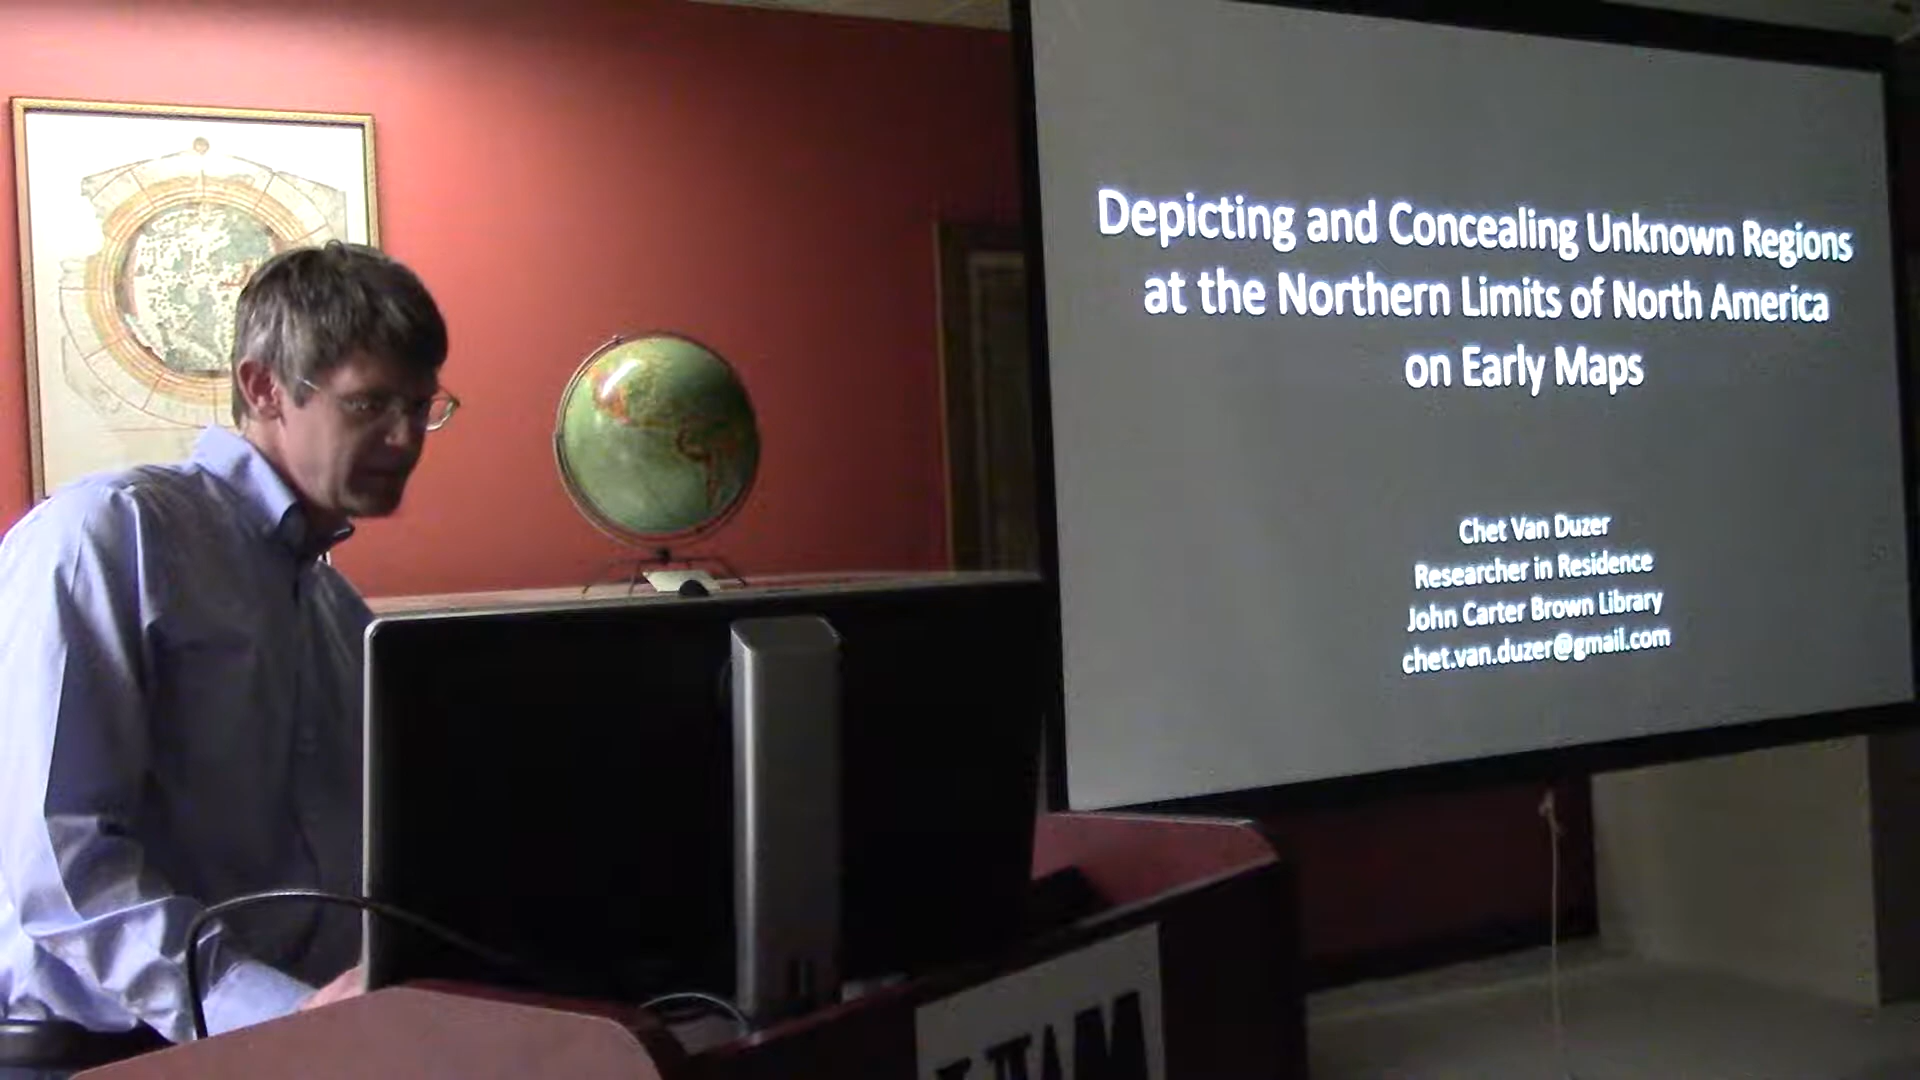 Depicting and Concealing Unknown Regions
at the Northern Limits of North America
on Early Maps
Chet Van Duzer
Researcher in Residence
John Carter Brown Library
chet.van.duzer@gmail.com